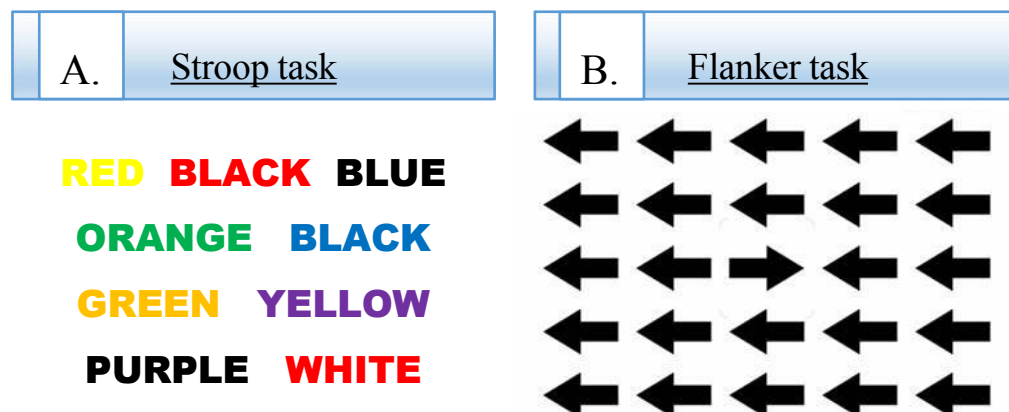 A. Stroop task
B. Flanker task
RED BLACK BLUE
ORANGE BLACK
GREEN YELLOW
PURPLE WHITE